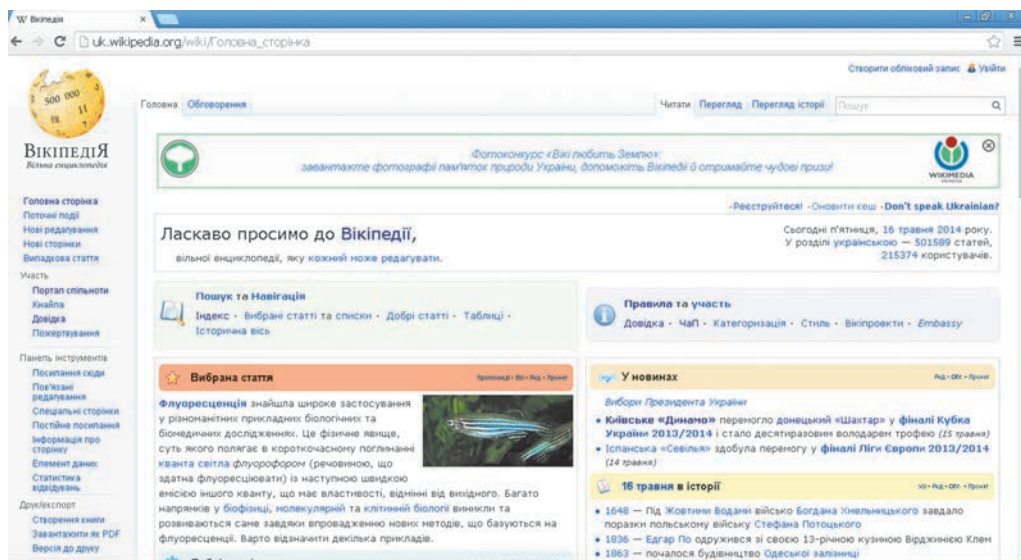 Вікіпедія
uk.wikipedia.org/wiki/Головна_сторінка
Створити обліковий запис Увійти
500 000
11
Головна Обговорення
Читати Перегляд Перегляд історії Пошук
ВІКІПЕДІЯ
Вільна енциклопедія
Фотоконкурс «Вікі любить Землю»:
завантажте фотографії пам'яток природи України, допоможіть Вікіпедії й отримайте чудові призи!
WIKIMEDIA
Головна сторінка
Поточні події
Нові редагування
Нові сторінки
Випадкова стаття
Участь
Портал спільноти
Кнайпа
Довідка
Пожертвування
Панель інструментів
Посилання сюди
Пов'язані
редагування
Спеціальні сторінки
Постійне посилання
Інформація про
сторінку
Елемент даних
Статистика
відвідувань
Друк/експорт
Створення книги
Завантажити як PDF
Версія до друку
-Реєструйтеся! -Оновити кеш -Don't speak Ukrainian?
Ласкаво просимо до Вікіпедії,
вільної енциклопедії, яку кожний може редагувати.
Сьогодні п'ятниця, 16 травня 2014 року.
У розділі українською — 501589 статей,
215374 користувачів.
Пошук та Навігація
Індекс · Вибрані статті та списки · Добрі статті · Таблиці ·
Історична вісь
Правила та участь
Довідка · ЧаП · Категоризація · Стиль · Вікіпроекти · Embassy
Вибрана стаття
Флуоресценція знайшла широке застосування
у різноманітних прикладних біологічних та
біомедичних дослідженнях. Це фізичне явище,
суть якого полягає в короткочасному поглинанні
кванта світла флуорофором (речовиною, що
здатна флуоресціювати) із наступною швидкою
емісією іншого кванту, що має властивості, відмінні від вихідного. Багато
напрямків у біофізиці, молекулярній та клітинній біології виникли та
розвиваються саме завдяки впровадженню нових методів, що базуються на
флуоресценції. Варто відзначити декілька прикладів.
У новинах
Вибори Президента України
• Київське «Динамо» перемогло донецький «Шахтар» у фіналі Кубка
України 2013/2014 і стало десятиразовим володарем трофею (15 травня)
• Іспанська «Севілья» здобула перемогу у фіналі Ліги Європи 2013/2014
(14 травня)
16 травня в історії
• 1648 — Під Жовтими Водами військо Богдана Хмельницького завдало
поразки польському війську Стефана Потоцького
• 1836 — Едгар По одружився зі своєю 13-річною кузиною Вірджинією Клем
• 1863 — почалося будівництво Одеської залізниці